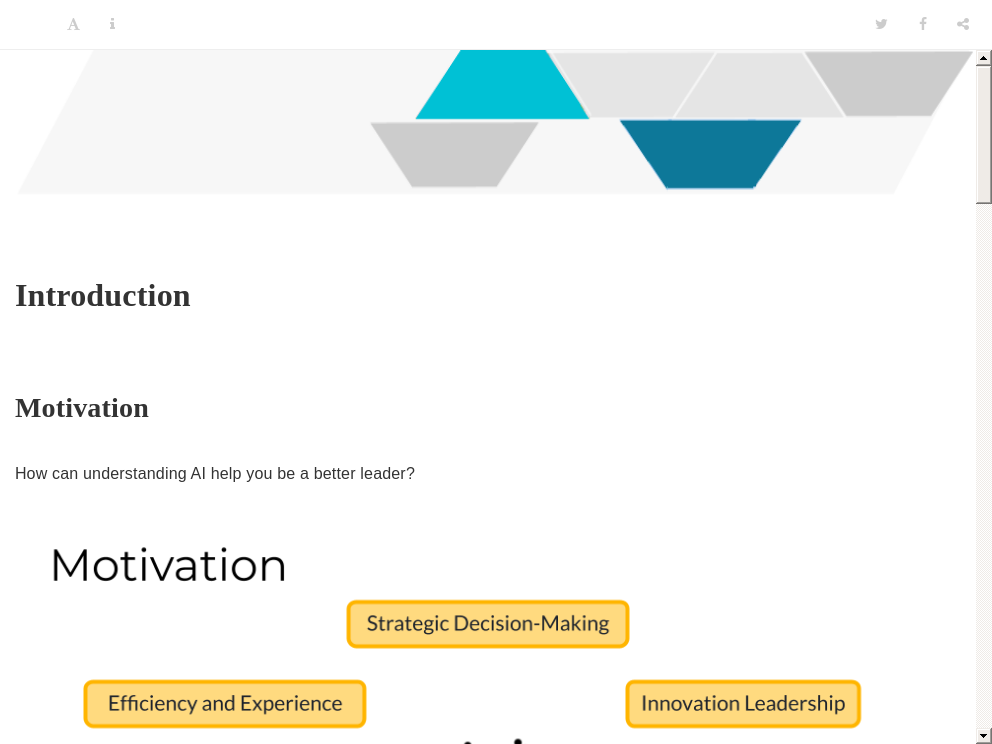 Introduction
Motivation
How can understanding AI help you be a better leader?
Motivation
Strategic Decision-Making
Efficiency and Experience
Innovation Leadership